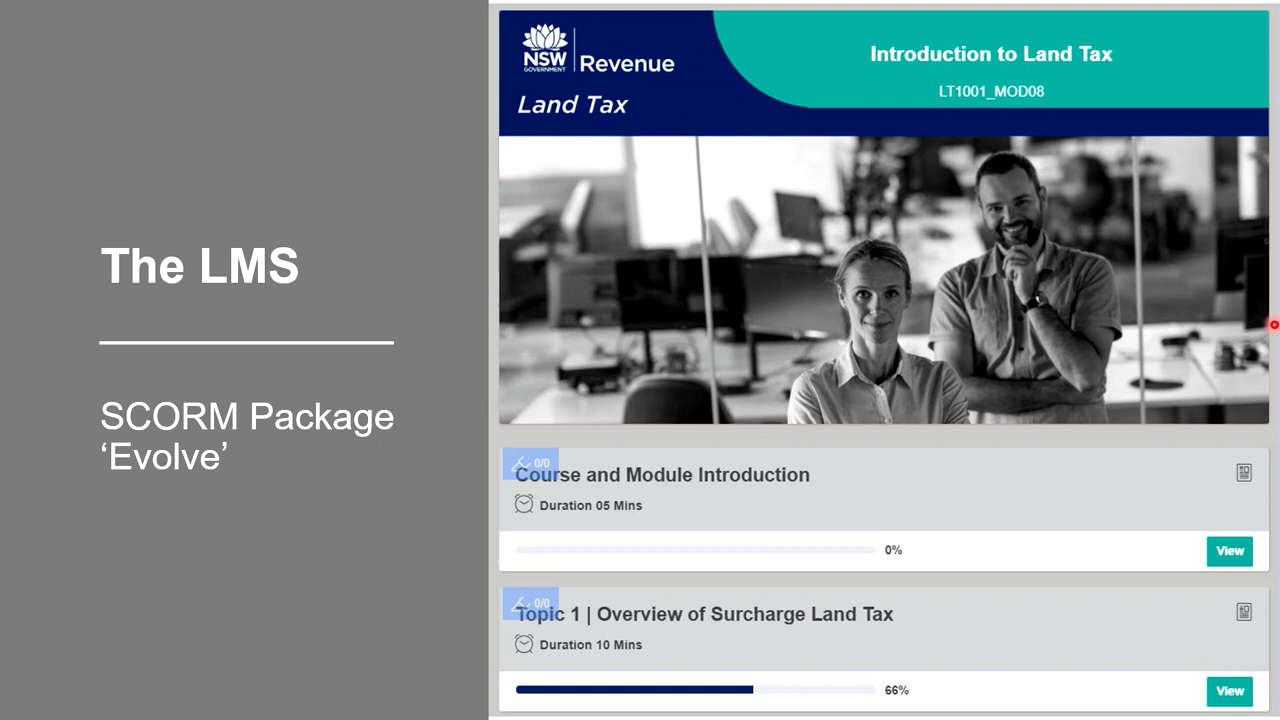 The LMS
SCORM Package
‘Evolve’
NSW
GOVERNMENT
Revenue
Land Tax
Introduction to Land Tax
LT1001_MOD08
0/0
Course and Module Introduction
Duration 05 Mins
0%
View
0/0
Topic 1 | Overview of Surcharge Land Tax
Duration 10 Mins
66%
View